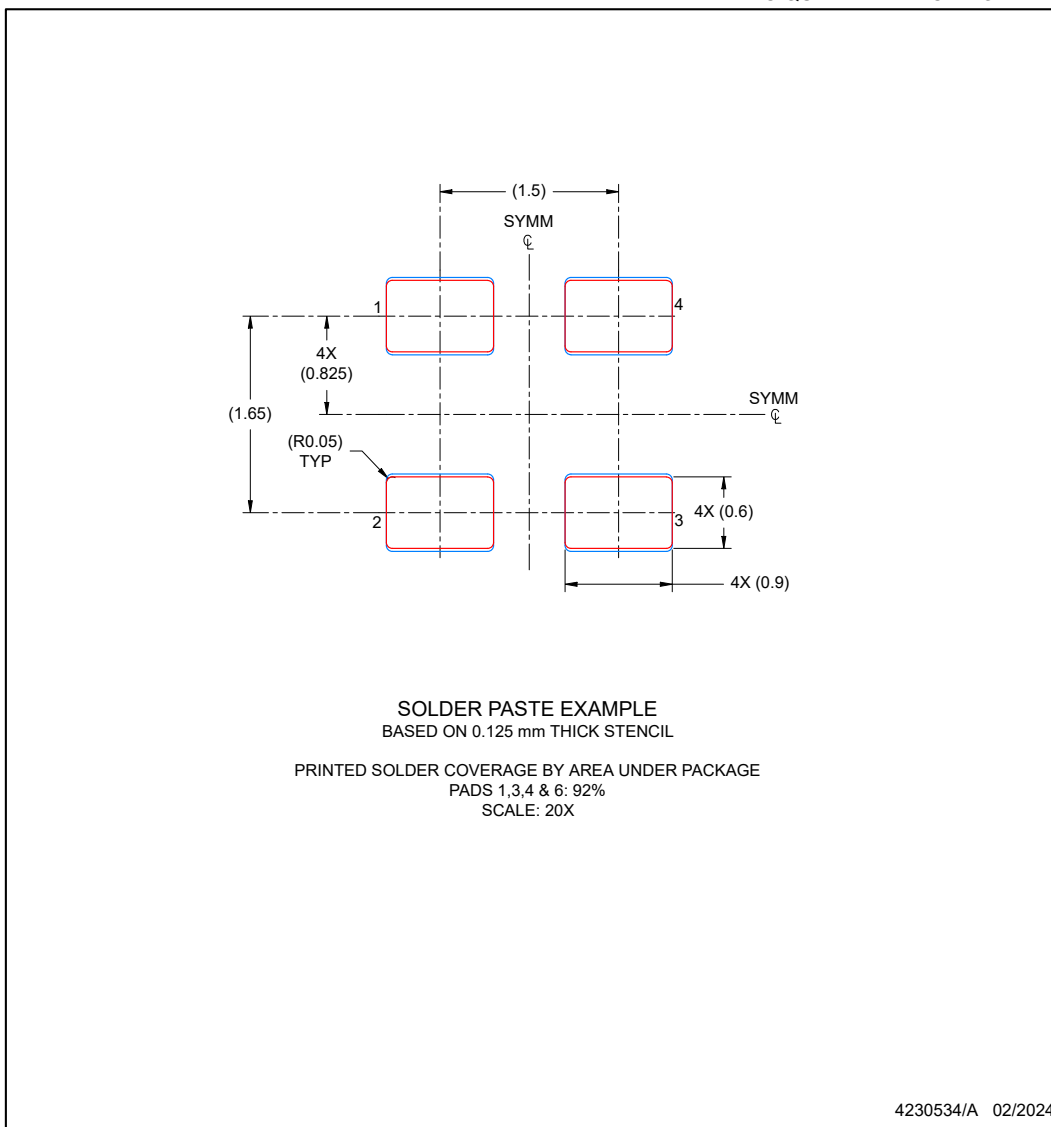 (1.5)
SYMM
℄
1
4
4X
(0.825)
SYMM
℄
(1.65)
(R0.05)
TYP
2
3
4X (0.6)
4X (0.9)
SOLDER PASTE EXAMPLE
BASED ON 0.125 mm THICK STENCIL
PRINTED SOLDER COVERAGE BY AREA UNDER PACKAGE
PADS 1,3,4 & 6: 92%
SCALE: 20X
4230534/A 02/2024